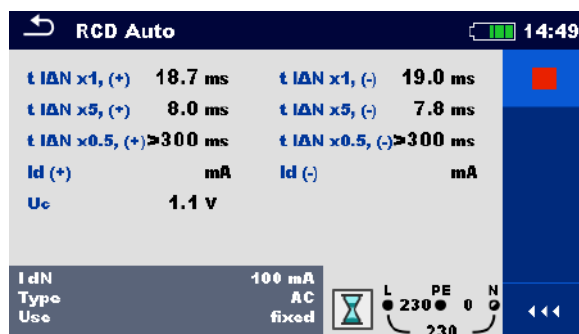 RCD Auto 14:49
t IΔN x1, (+) 18.7 ms t IΔN x1, (-) 19.0 ms
t IΔN x5, (+) 8.0 ms t IΔN x5, (-) 7.8 ms
t IΔN x0.5, (+) >300 ms t IΔN x0.5, (-) >300 ms
Id (+) mA Id (-) mA
Uc 1.1 V
I dN 100 mA
Type AC
Use fixed
L PE N
230 0
230